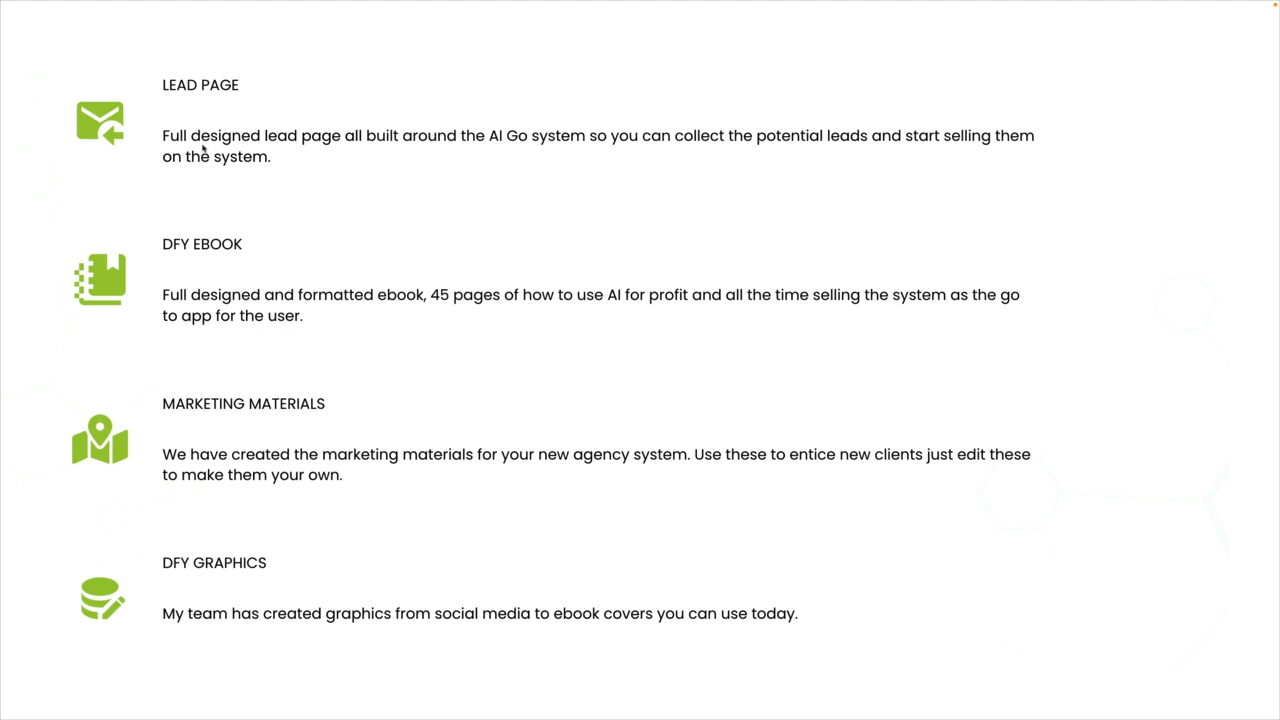 LEAD PAGE
Full designed lead page all built around the AI Go system so you can collect the potential leads and start selling them
on the system.
DFY EBOOK
Full designed and formatted ebook, 45 pages of how to use AI for profit and all the time selling the system as the go
to app for the user.
MARKETING MATERIALS
We have created the marketing materials for your new agency system. Use these to entice new clients just edit these
to make them your own.
DFY GRAPHICS
My team has created graphics from social media to ebook covers you can use today.